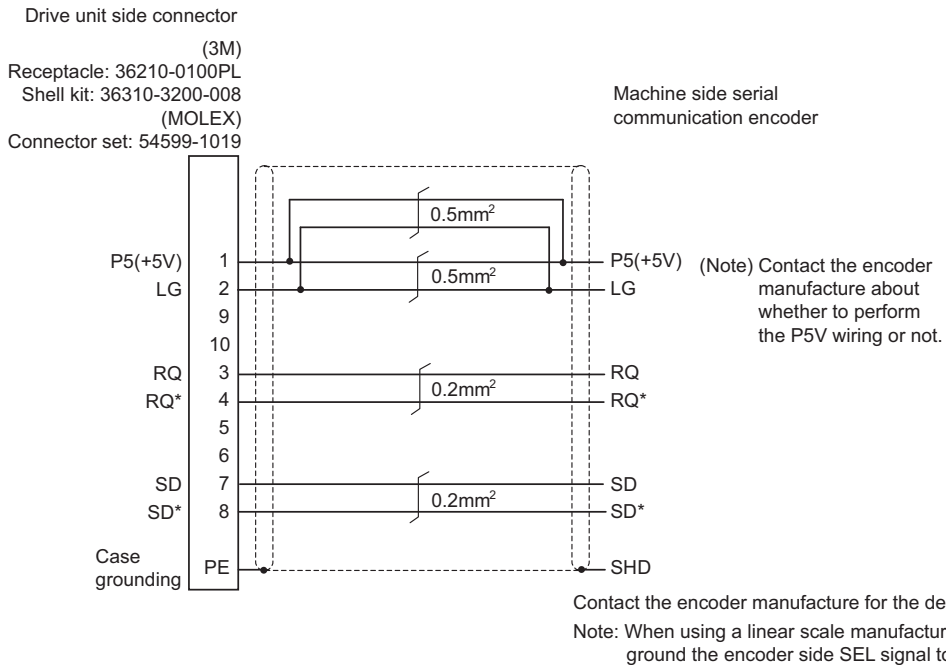 Drive unit side connector
(3M)
Receptacle: 36210-0100PL
Shell kit: 36310-3200-008
(MOLEX)
Connector set: 54599-1019
Machine side serial
communication encoder
0.5mm²
P5(+5V) 1 0.5mm² P5(+5V)
LG 2 LG
(Note) Contact the encoder
manufacture about
whether to perform
the P5V wiring or not.
9
10
RQ 3 0.2mm² RQ
RQ* 4 RQ*
5
6
SD 7 0.2mm² SD
SD* 8 SD*
Case
grounding PE SHD
Contact the encoder manufacture for the
Note: When using a linear scale
ground the encoder side SEL signal